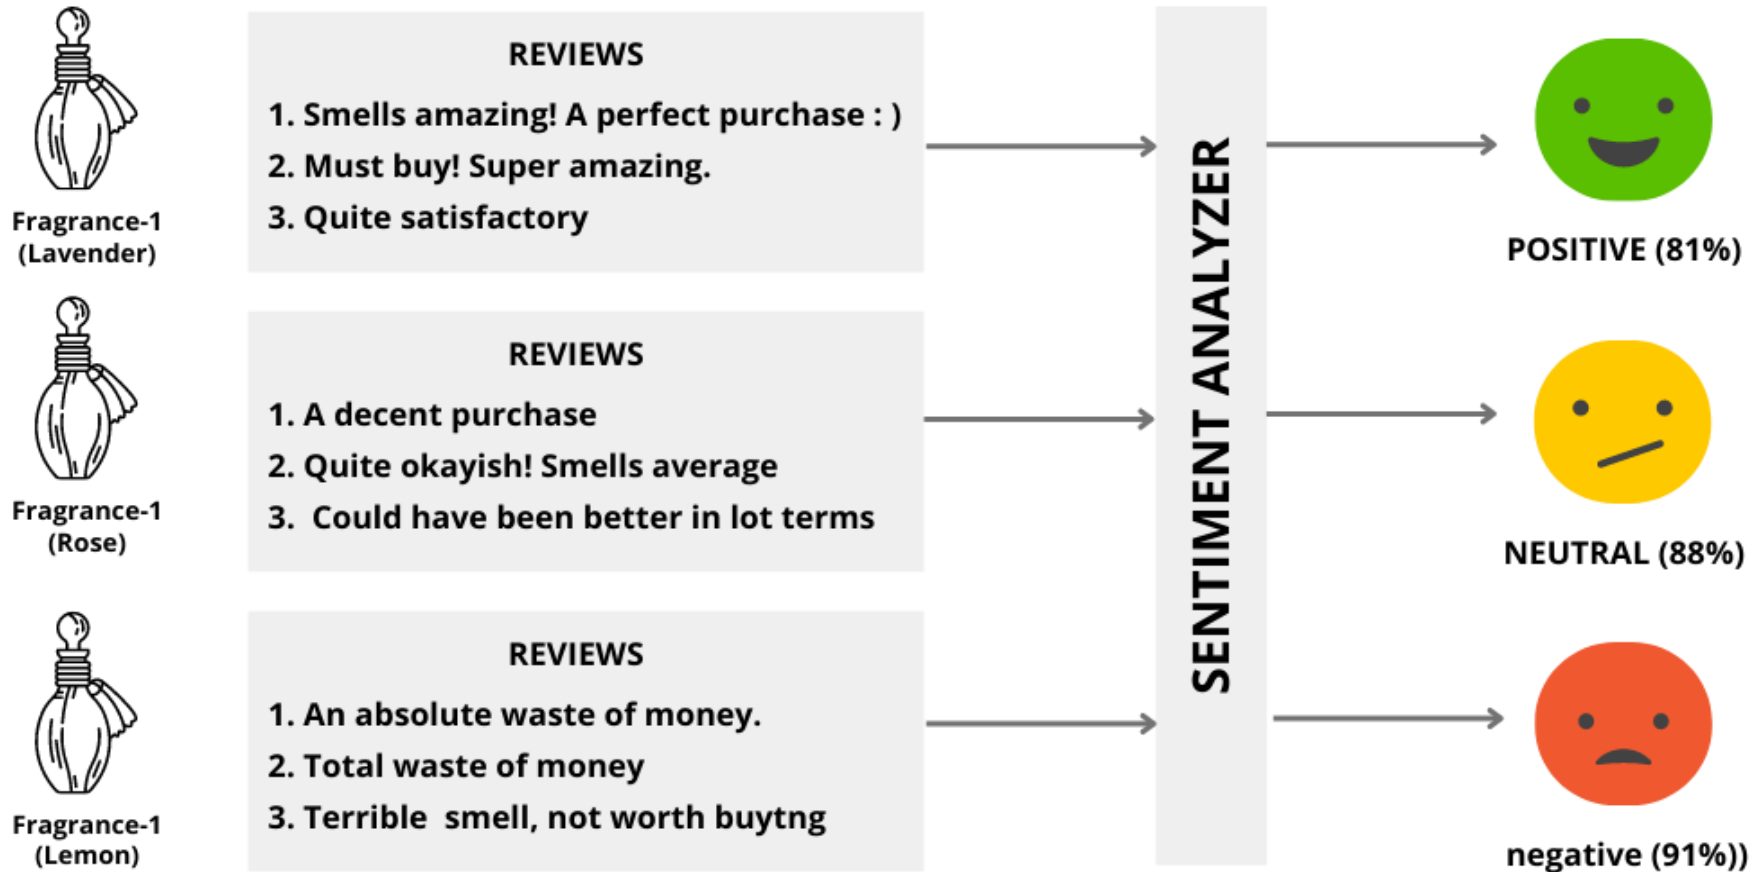 Fragrance-1
(Lavender)
REVIEWS
1. Smells amazing! A perfect purchase : )
2. Must buy! Super amazing.
3. Quite satisfactory
POSITIVE (81%)
Fragrance-1
(Rose)
REVIEWS
1. A decent purchase
2. Quite okayish! Smells average
3. Could have been better in lot terms
NEUTRAL (88%)
Fragrance-1
(Lemon)
REVIEWS
1. An absolute waste of money.
2. Total waste of money
3. Terrible smell, not worth buytng
negative (91%))
SENTIMENT ANALYZER